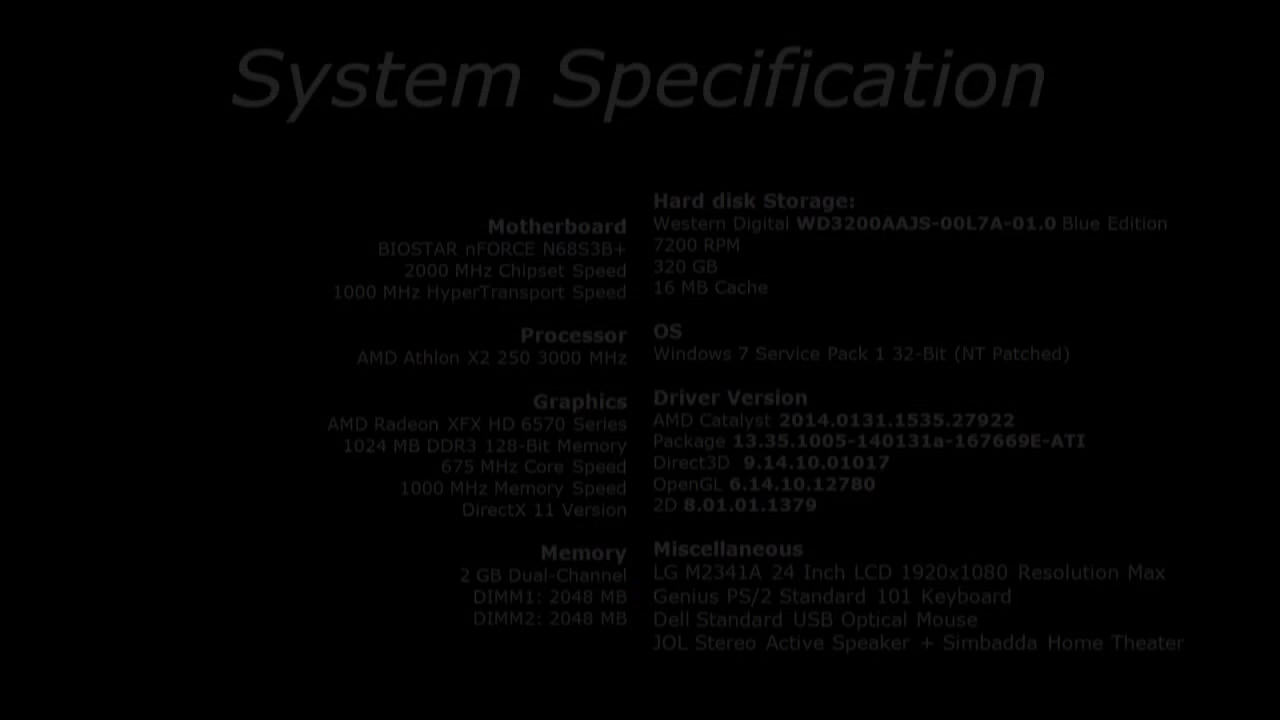 System Specification
Motherboard
BIOSTAR nFORCE N68S3B+
2000 MHz Chipset Speed
1000 MHz HyperTransport Speed
Processor
AMD Athlon X2 250 3000 MHz
Graphics
AMD Radeon XFX HD 6570 Series
1024 MB DDR3 128-Bit Memory
675 MHz Core Speed
1000 MHz Memory Speed
DirectX 11 Version
Memory
2 GB Dual-Channel
DIMM1: 2048 MB
DIMM2: 2048 MB
Hard disk Storage:
Western Digital WD3200AAJS-00L7A-01.0 Blue Edition
7200 RPM
320 GB
16 MB Cache
OS
Windows 7 Service Pack 1 32-Bit (NT Patched)
Driver Version
AMD Catalyst 2014.0131.1535.27922
Package 13.35.1005-140131a-167669E-ATI
Direct3D 9.14.10.01017
OpenGL 6.14.10.12780
2D 8.01.01.1379
Miscellaneous
LG M2341A 24 Inch LCD 1920x1080 Resolution Max
Genius PS/2 Standard 101 Keyboard
Dell Standard USB Optical Mouse
JOL Stereo Active Speaker + Simbadda Home Theater